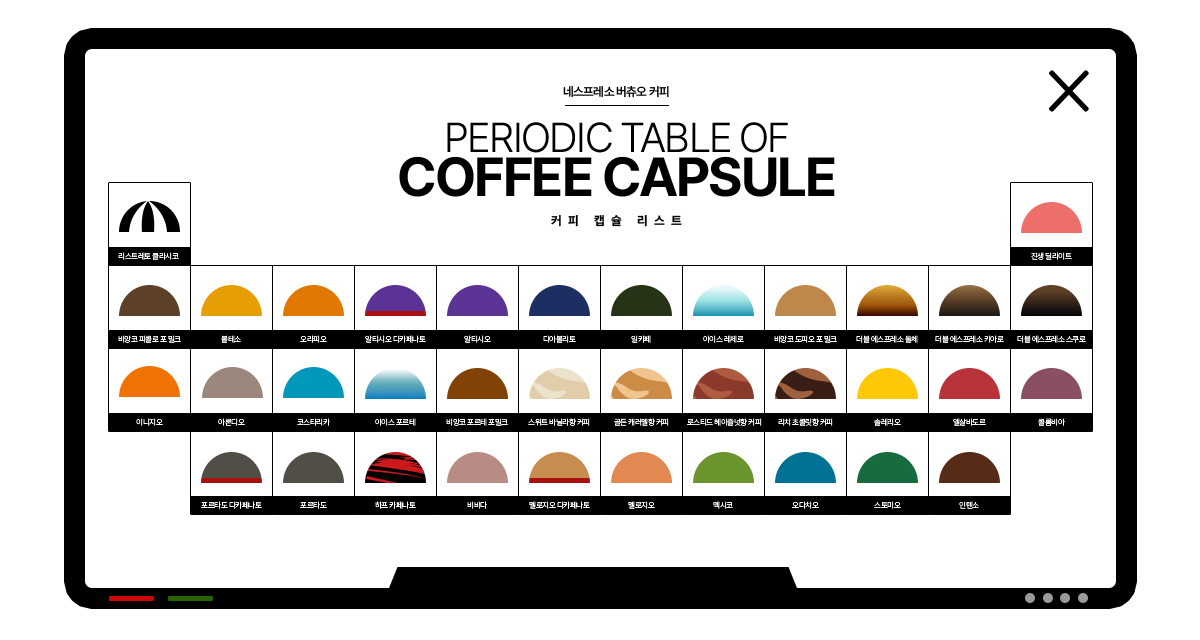 네스프레소 버츄오 커피
PERIODIC TABLE OF
COFFEE CAPSULE
커피 캡슐 리스트
리스트레토 클라시코
진생 딜라이트
비앙코 피콜로 포 밀크
볼테소
오라피오
알티시오 디카페나토
알티시오
디아볼리토
일카페
아이스 레제로
비앙코 도피오 포 밀크
더블 에스프레소 돌체
더블 에스프레소 키아로
더블 에스프레소 스쿠로
이니지오
아론디오
코스타리카
아이스 포르테
비앙코 포르테 포밀크
스위트 바닐라향 커피
골든 캐러멜향 커피
로스티드 헤이즐넛향 커피
리치 초콜릿향 커피
솔레리오
엘살바도르
콜롬비아
포르타도 디카페나토
포르타도
하프 카페나토
비바다
멜로지오 디카페나토
멜로지오
멕시코
오다치오
스토미오
인텐소